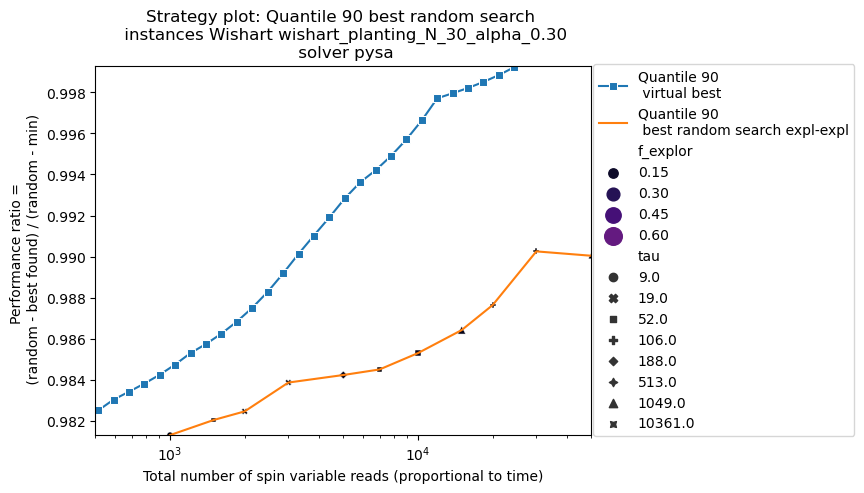 Strategy plot: Quantile 90 best random search
instances Wishart wishart_planting_N_30_alpha_0.30
solver pysa
Performance ratio =
(random - best found) / (random - min)
0.998
0.996
0.994
0.992
0.990
0.988
0.986
0.984
0.982
10³
10⁴
Total number of spin variable reads (proportional to time)
Quantile 90
virtual best
Quantile 90
best random search expl-expl
f_explor
0.15
0.30
0.45
0.60
tau
9.0
19.0
52.0
106.0
188.0
513.0
1049.0
10361.0